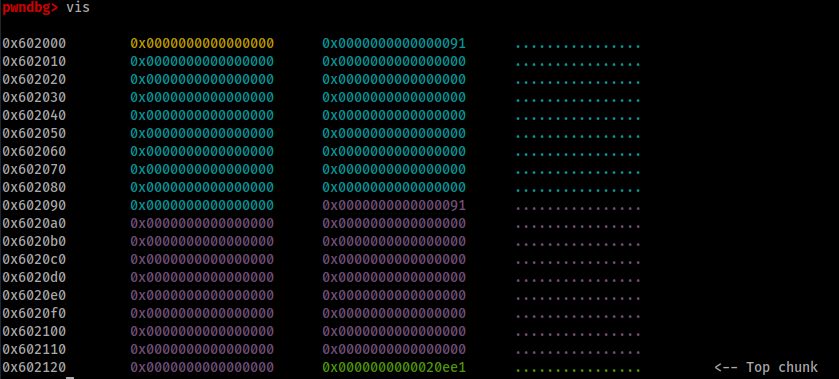 pwndbg> vis
0x602000 0x0000000000000000 0x0000000000000091 ................
0x602010 0x0000000000000000 0x0000000000000000 ................
0x602020 0x0000000000000000 0x0000000000000000 ................
0x602030 0x0000000000000000 0x0000000000000000 ................
0x602040 0x0000000000000000 0x0000000000000000 ................
0x602050 0x0000000000000000 0x0000000000000000 ................
0x602060 0x0000000000000000 0x0000000000000000 ................
0x602070 0x0000000000000000 0x0000000000000000 ................
0x602080 0x0000000000000000 0x0000000000000000 ................
0x602090 0x0000000000000000 0x0000000000000091 ................
0x6020a0 0x0000000000000000 0x0000000000000000 ................
0x6020b0 0x0000000000000000 0x0000000000000000 ................
0x6020c0 0x0000000000000000 0x0000000000000000 ................
0x6020d0 0x0000000000000000 0x0000000000000000 ................
0x6020e0 0x0000000000000000 0x0000000000000000 ................
0x6020f0 0x0000000000000000 0x0000000000000000 ................
0x602100 0x0000000000000000 0x0000000000000000 ................
0x602110 0x0000000000000000 0x0000000000000000 ................
0x602120 0x0000000000000000 0x0000000000020ee1 ................ <-- Top chunk